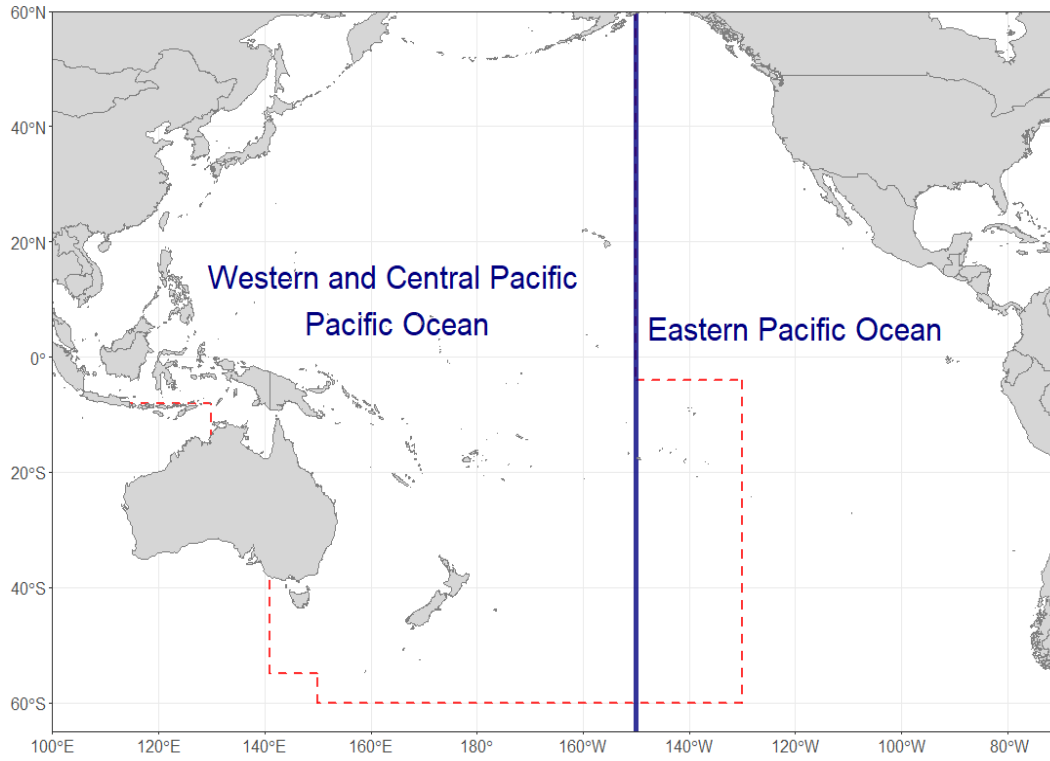 60°N
40°N
20°N
0°
20°S
40°S
60°S
Western and Central Pacific
Pacific Ocean
Eastern Pacific Ocean
100°E 120°E 140°E 160°E 180° 160°W 140°W 120°W 100°W 80°W